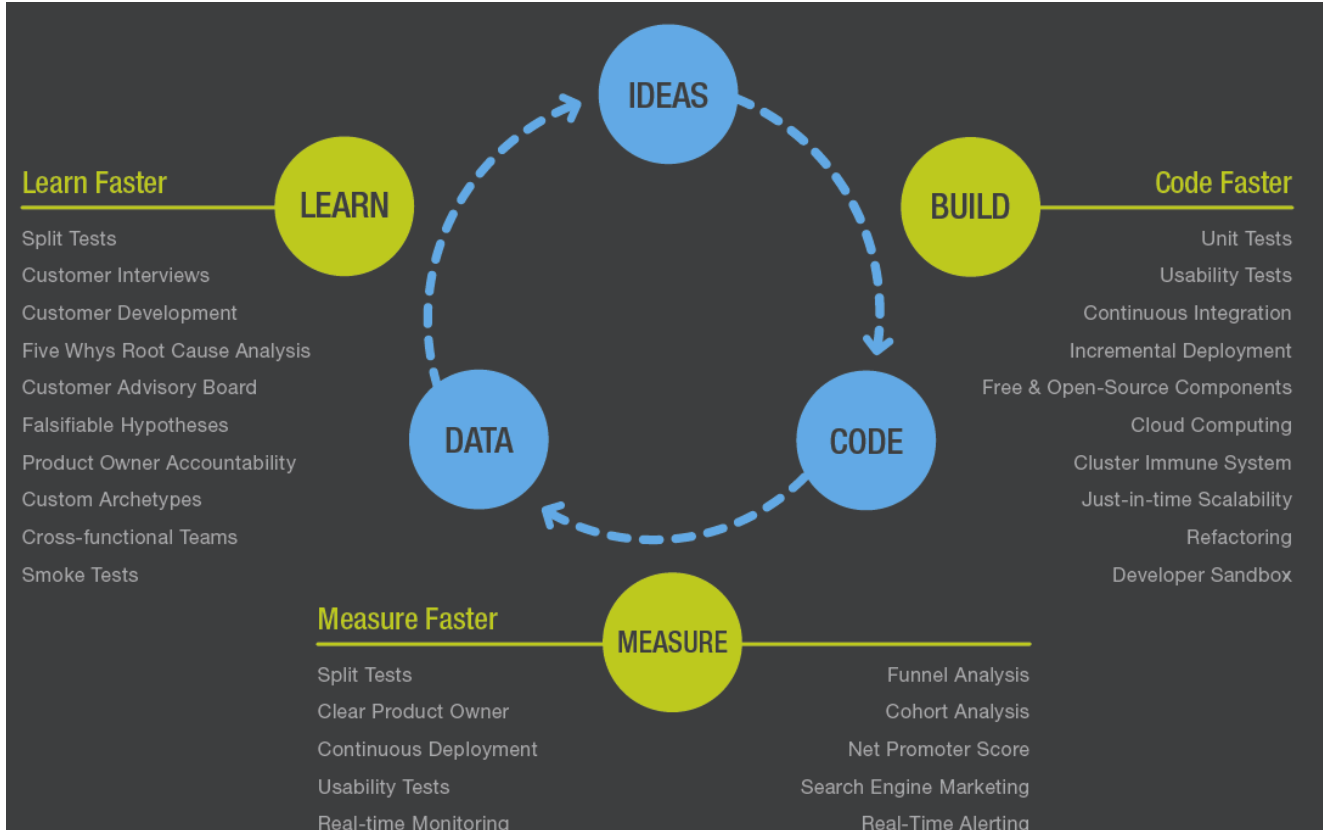 IDEAS
Learn Faster
LEARN
BUILD
Code Faster
Split Tests
Customer Interviews
Customer Development
Five Whys Root Cause Analysis
Customer Advisory Board
Falsifiable Hypotheses
Product Owner Accountability
Custom Archetypes
Cross-functional Teams
Smoke Tests
Unit Tests
Usability Tests
Continuous Integration
Incremental Deployment
Free & Open-Source Components
Cloud Computing
Cluster Immune System
Just-in-time Scalability
Refactoring
Developer Sandbox
DATA
CODE
Measure Faster
MEASURE
Split Tests
Clear Product Owner
Continuous Deployment
Usability Tests
Real-time Monitoring
Funnel Analysis
Cohort Analysis
Net Promoter Score
Search Engine Marketing
Real-Time Alerting